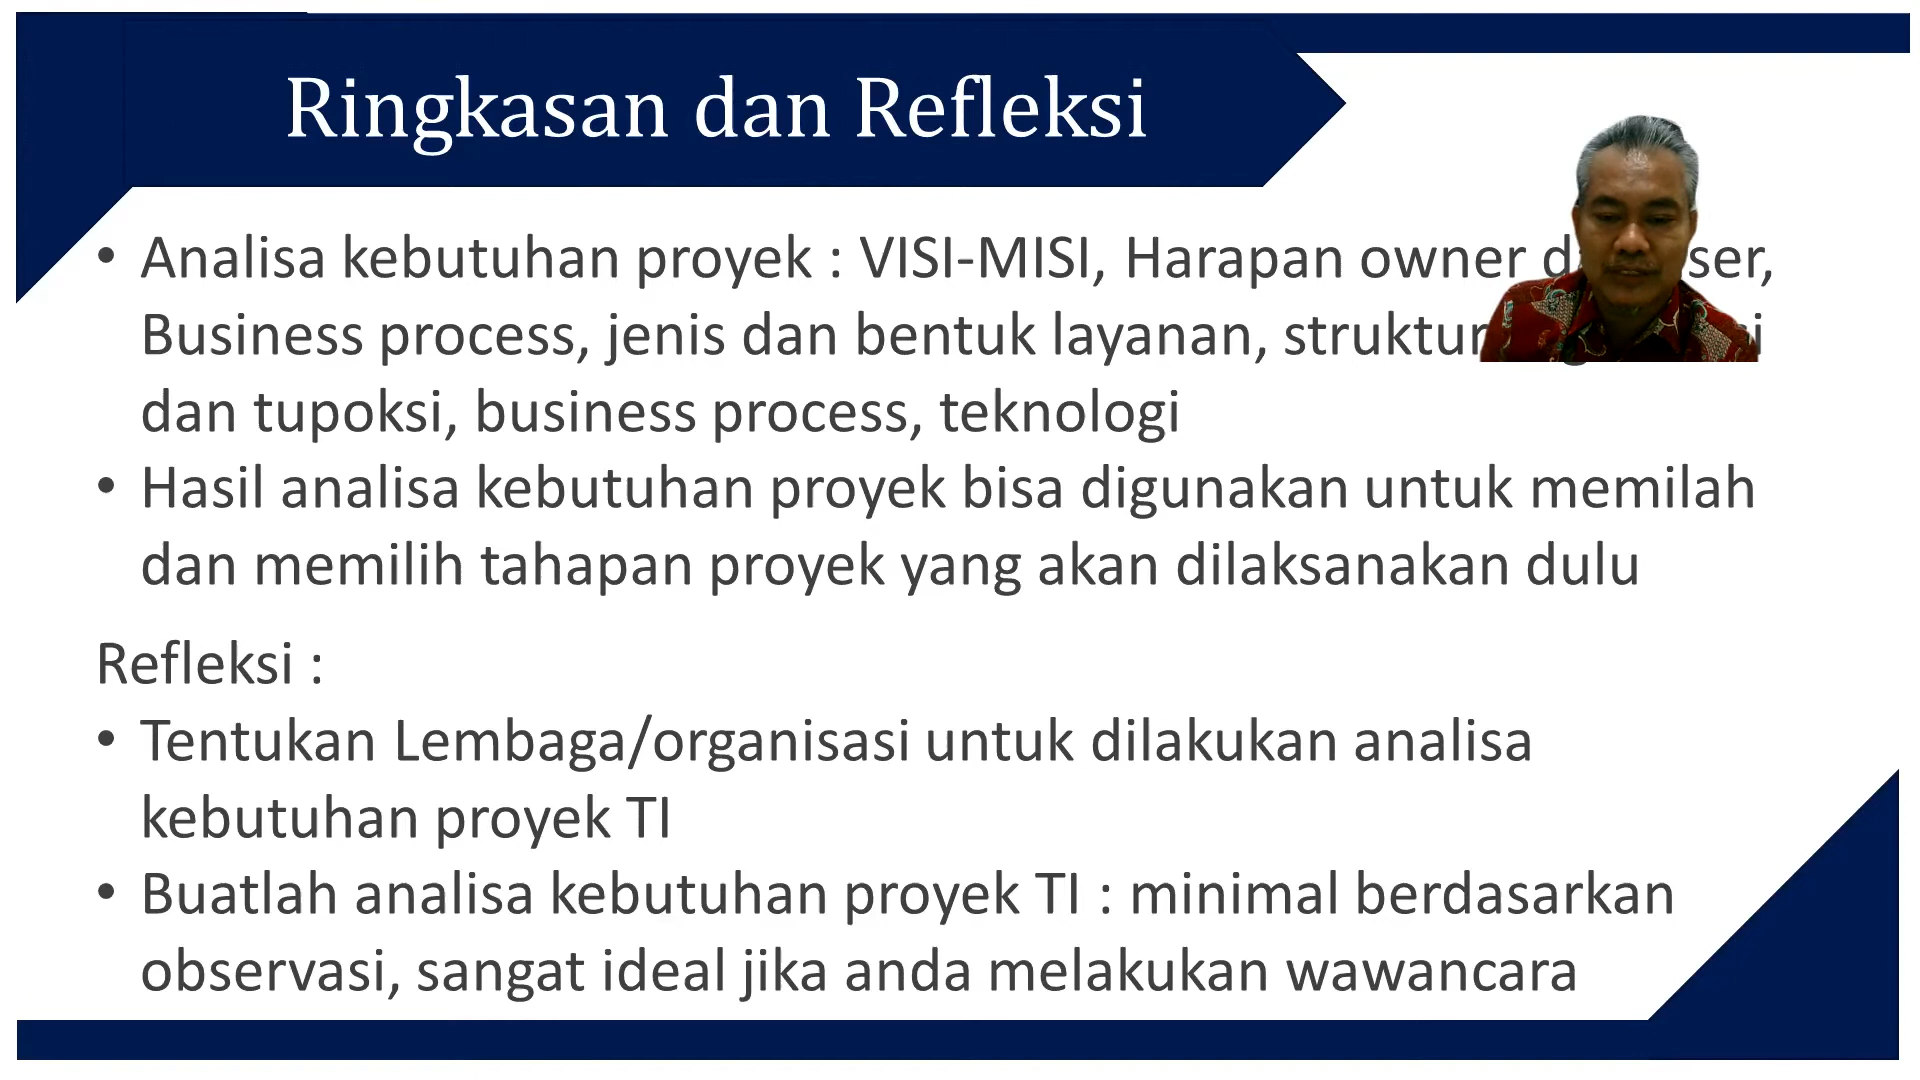 Ringkasan dan Refleksi
• Analisa kebutuhan proyek : VISI-MISI, Harapan owner
Business process, jenis dan bentuk layanan, struktur
dan tupoksi, business process, teknologi
• Hasil analisa kebutuhan proyek bisa digunakan untuk memilah
dan memilih tahapan proyek yang akan dilaksanakan dulu
Refleksi :
• Tentukan Lembaga/organisasi untuk dilakukan analisa
kebutuhan proyek TI
• Buatlah analisa kebutuhan proyek TI : minimal berdasarkan
observasi, sangat ideal jika anda melakukan wawancara